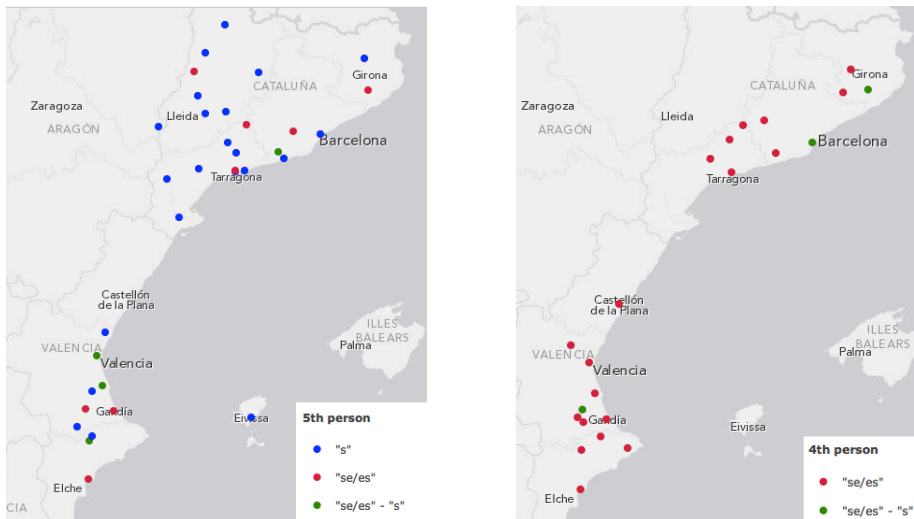 Girona
CATALUÑA
Zaragoza
Lleida
ARAGÓN
Barcelona
Tarragona
Castellón
de la Plana
ILLES
BALEARS
VALENCIA
Palma
Valencia
Gandía
Eivissa
5th person
"s"
Elche
"se/es"
CIA
"se/es" - "s"
Girona
CATALUÑA
Zaragoza
Lleida
ARAGÓN
Barcelona
Tarragona
Castellón
de la Plana
ILLES
BALEARS
VALENCIA
Palma
Valencia
Gandía
Eivissa
4th person
"se/es"
Elche
"se/es" - "s"